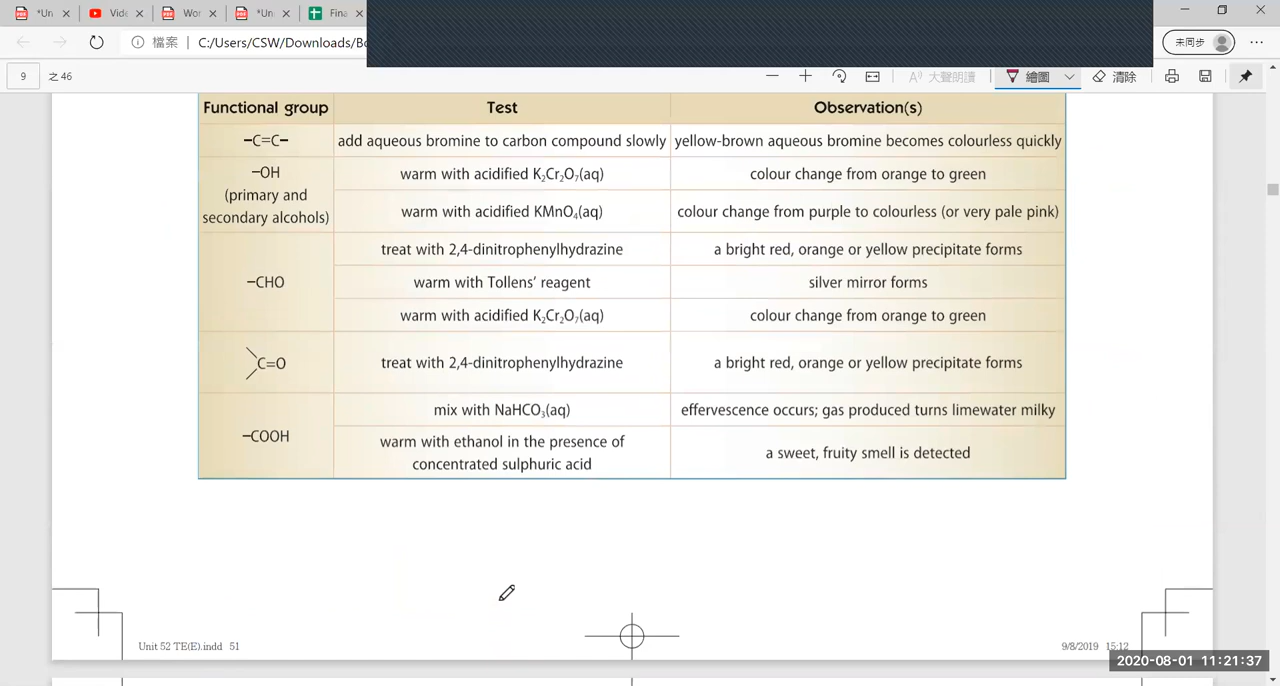 *Un
Vide
Wor
*Un
Fina
檔案
C:/Users/CSW/Downloads/Bo
未同步
9
之 46
大聲朗讀
繪圖
清除
Functional group Test Observation(s)
–C=C– add aqueous bromine to carbon compound slowly yellow-brown aqueous bromine becomes colourless quickly
–OH
(primary and
secondary alcohols)
warm with acidified K₂Cr₂O₇(aq) colour change from orange to green
warm with acidified KMnO₄(aq) colour change from purple to colourless (or very pale pink)
–CHO
treat with 2,4-dinitrophenylhydrazine a bright red, orange or yellow precipitate forms
warm with Tollens’ reagent silver mirror forms
warm with acidified K₂Cr₂O₇(aq) colour change from orange to green
C=O treat with 2,4-dinitrophenylhydrazine a bright red, orange or yellow precipitate forms
–COOH
mix with NaHCO₃(aq) effervescence occurs; gas produced turns limewater milky
warm with ethanol in the presence of
concentrated sulphuric acid
a sweet, fruity smell is detected
Unit 52 TE(E).indd 51
9/8/2019 15:12
2020-08-01 11:21:37